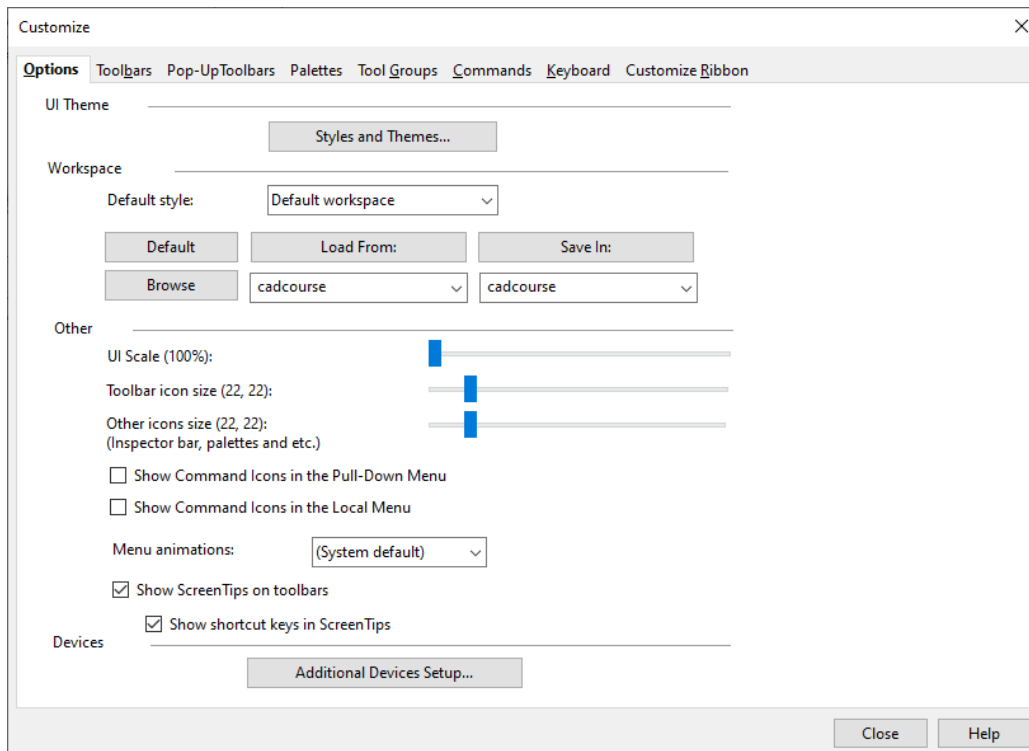 Customize
Options Toolbars Pop-UpToolbars Palettes Tool Groups Commands Keyboard Customize Ribbon
UI Theme
Styles and Themes...
Workspace
Default style: Default workspace
Default Load From: Save In:
Browse cadcourse cadcourse
Other
UI Scale (100%):
Toolbar icon size (22, 22):
Other icons size (22, 22):
(Inspector bar, palettes and etc.)
Show Command Icons in the Pull-Down Menu
Show Command Icons in the Local Menu
Menu animations: (System default)
Show ScreenTips on toolbars
Show shortcut keys in ScreenTips
Devices
Additional Devices Setup...
Close Help